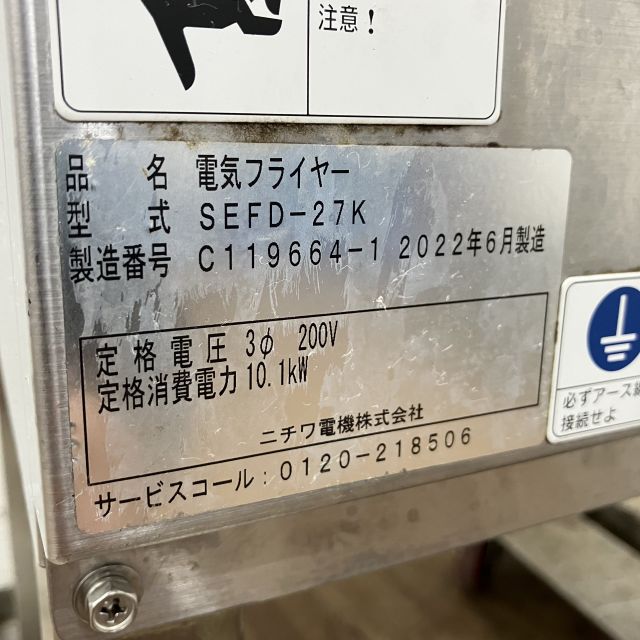 注意！
品名 電気フライヤー
型式 SEFD-27K
製造番号 C119664-1 2022年6月製造
定格電圧 3φ 200V
定格消費電力 10.1kW
ニチワ電機株式会社
サービスコール：0120-218506
必ずアース線
接続せよ